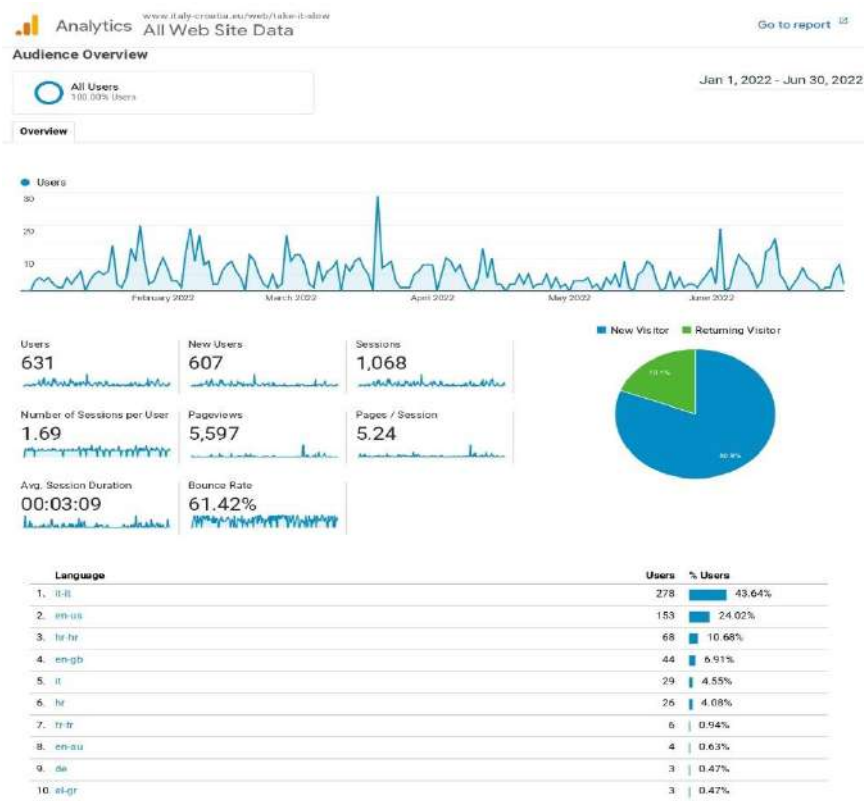 www.italy-croatia.eu/web/take-it-slow
Analytics All Web Site Data
Go to report
Audience Overview
All Users
100.00% Users
Jan 1, 2022 - Jun 30, 2022
Overview
Users
30
20
10
February 2022 March 2022 April 2022 May 2022 June 2022
New Visitor Returning Visitor
Users New Users Sessions
631 607 1,068
Number of Sessions per User Pageviews Pages / Session
1.69 5,597 5.24
Avg. Session Duration Bounce Rate
00:03:09 61.42%
Language Users % Users
1. it-it 278 43.64%
2. en-us 153 24.02%
3. hr-hr 68 10.68%
4. en-gb 44 6.91%
5. it 29 4.55%
6. hr 26 4.08%
7. 6 0.94%
8. en-au 4 0.63%
9. de 3 0.47%
10. el-gr 3 0.47%